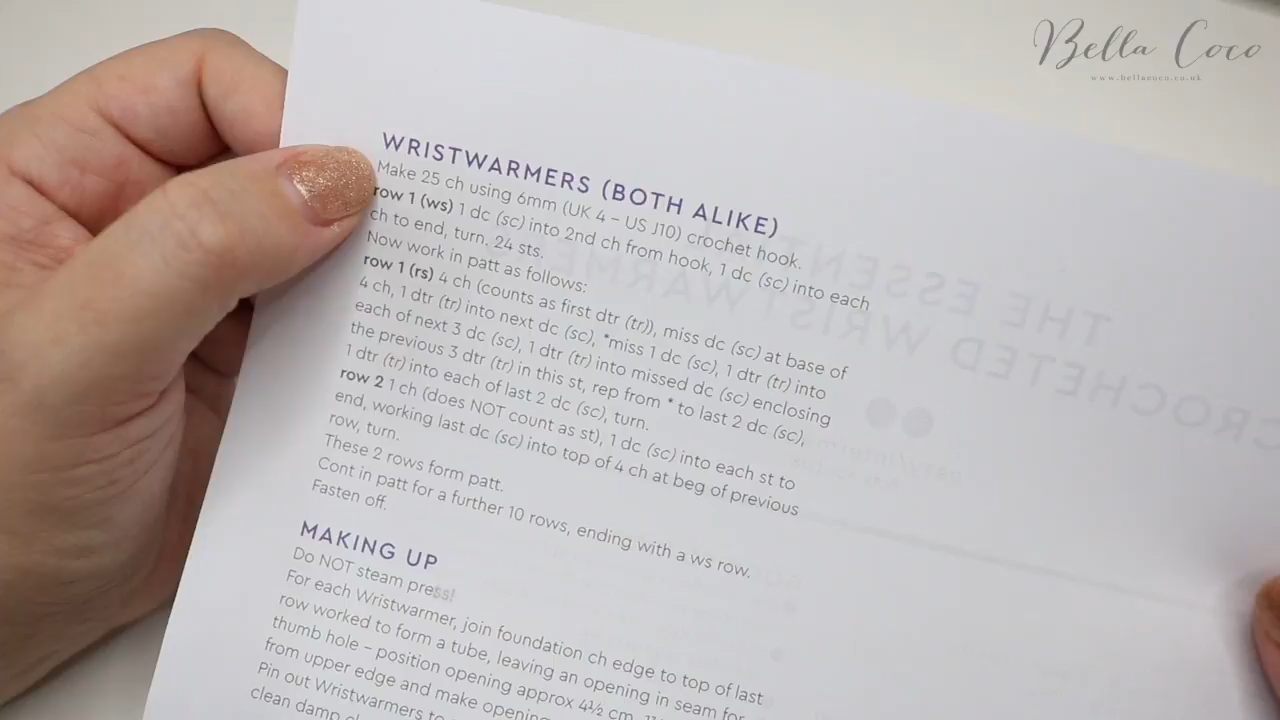 Bella Coco
www.bellacoco.co.uk
WRISTWARMERS (BOTH ALIKE)
Make 25 ch using 6mm (UK 4 – US J10) crochet hook.
row 1 (ws) 1 dc (sc) into 2nd ch from hook, 1 dc (sc) into each
ch to end, turn. 24 sts.
Now work in patt as follows:
row 1 (rs) 4 ch (counts as first dtr (tr)), miss dc (sc) at base of
4 ch, 1 dtr (tr) into next dc (sc), *miss 1 dc (sc), 1 dtr (tr) into
each of next 3 dc (sc), 1 dtr (tr) into missed dc (sc) enclosing
the previous 3 dtr (tr) in this st, rep from * to last 2 dc (sc),
1 dtr (tr) into each of last 2 dc (sc), turn.
row 2 1 ch (does NOT count as st), 1 dc (sc) into each st to
end, working last dc (sc) into top of 4 ch at beg of previous
row, turn.
These 2 rows form patt.
Cont in patt for a further 10 rows, ending with a ws row.
Fasten off.
MAKING UP
Do NOT steam press!
For each Wristwarmer, join foundation ch edge to top of last
row worked to form a tube, leaving an opening in seam for
thumb hole – position opening approx 4½ cm,
from upper edge and make opening
Pin out Wristwarmers to
clean damp
THE ESSEN
CROCHETED WRISTWARMERS